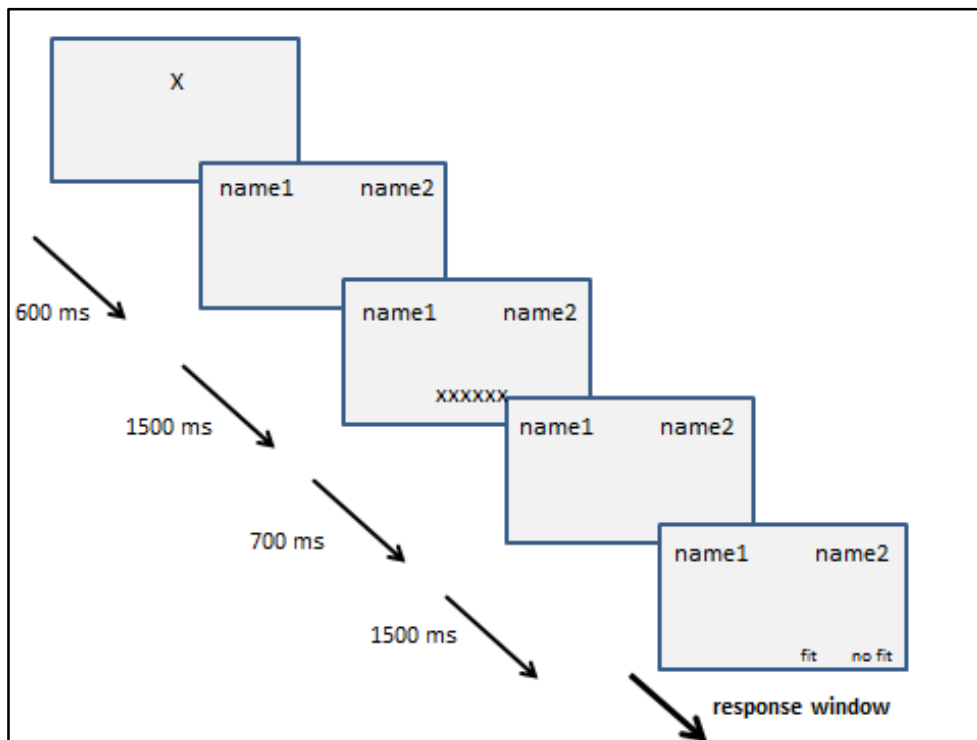 X
name1 name2
600 ms
name1 name2
xxxxxx
1500 ms
name1 name2
700 ms
name1 name2
1500 ms
fit no fit
response window